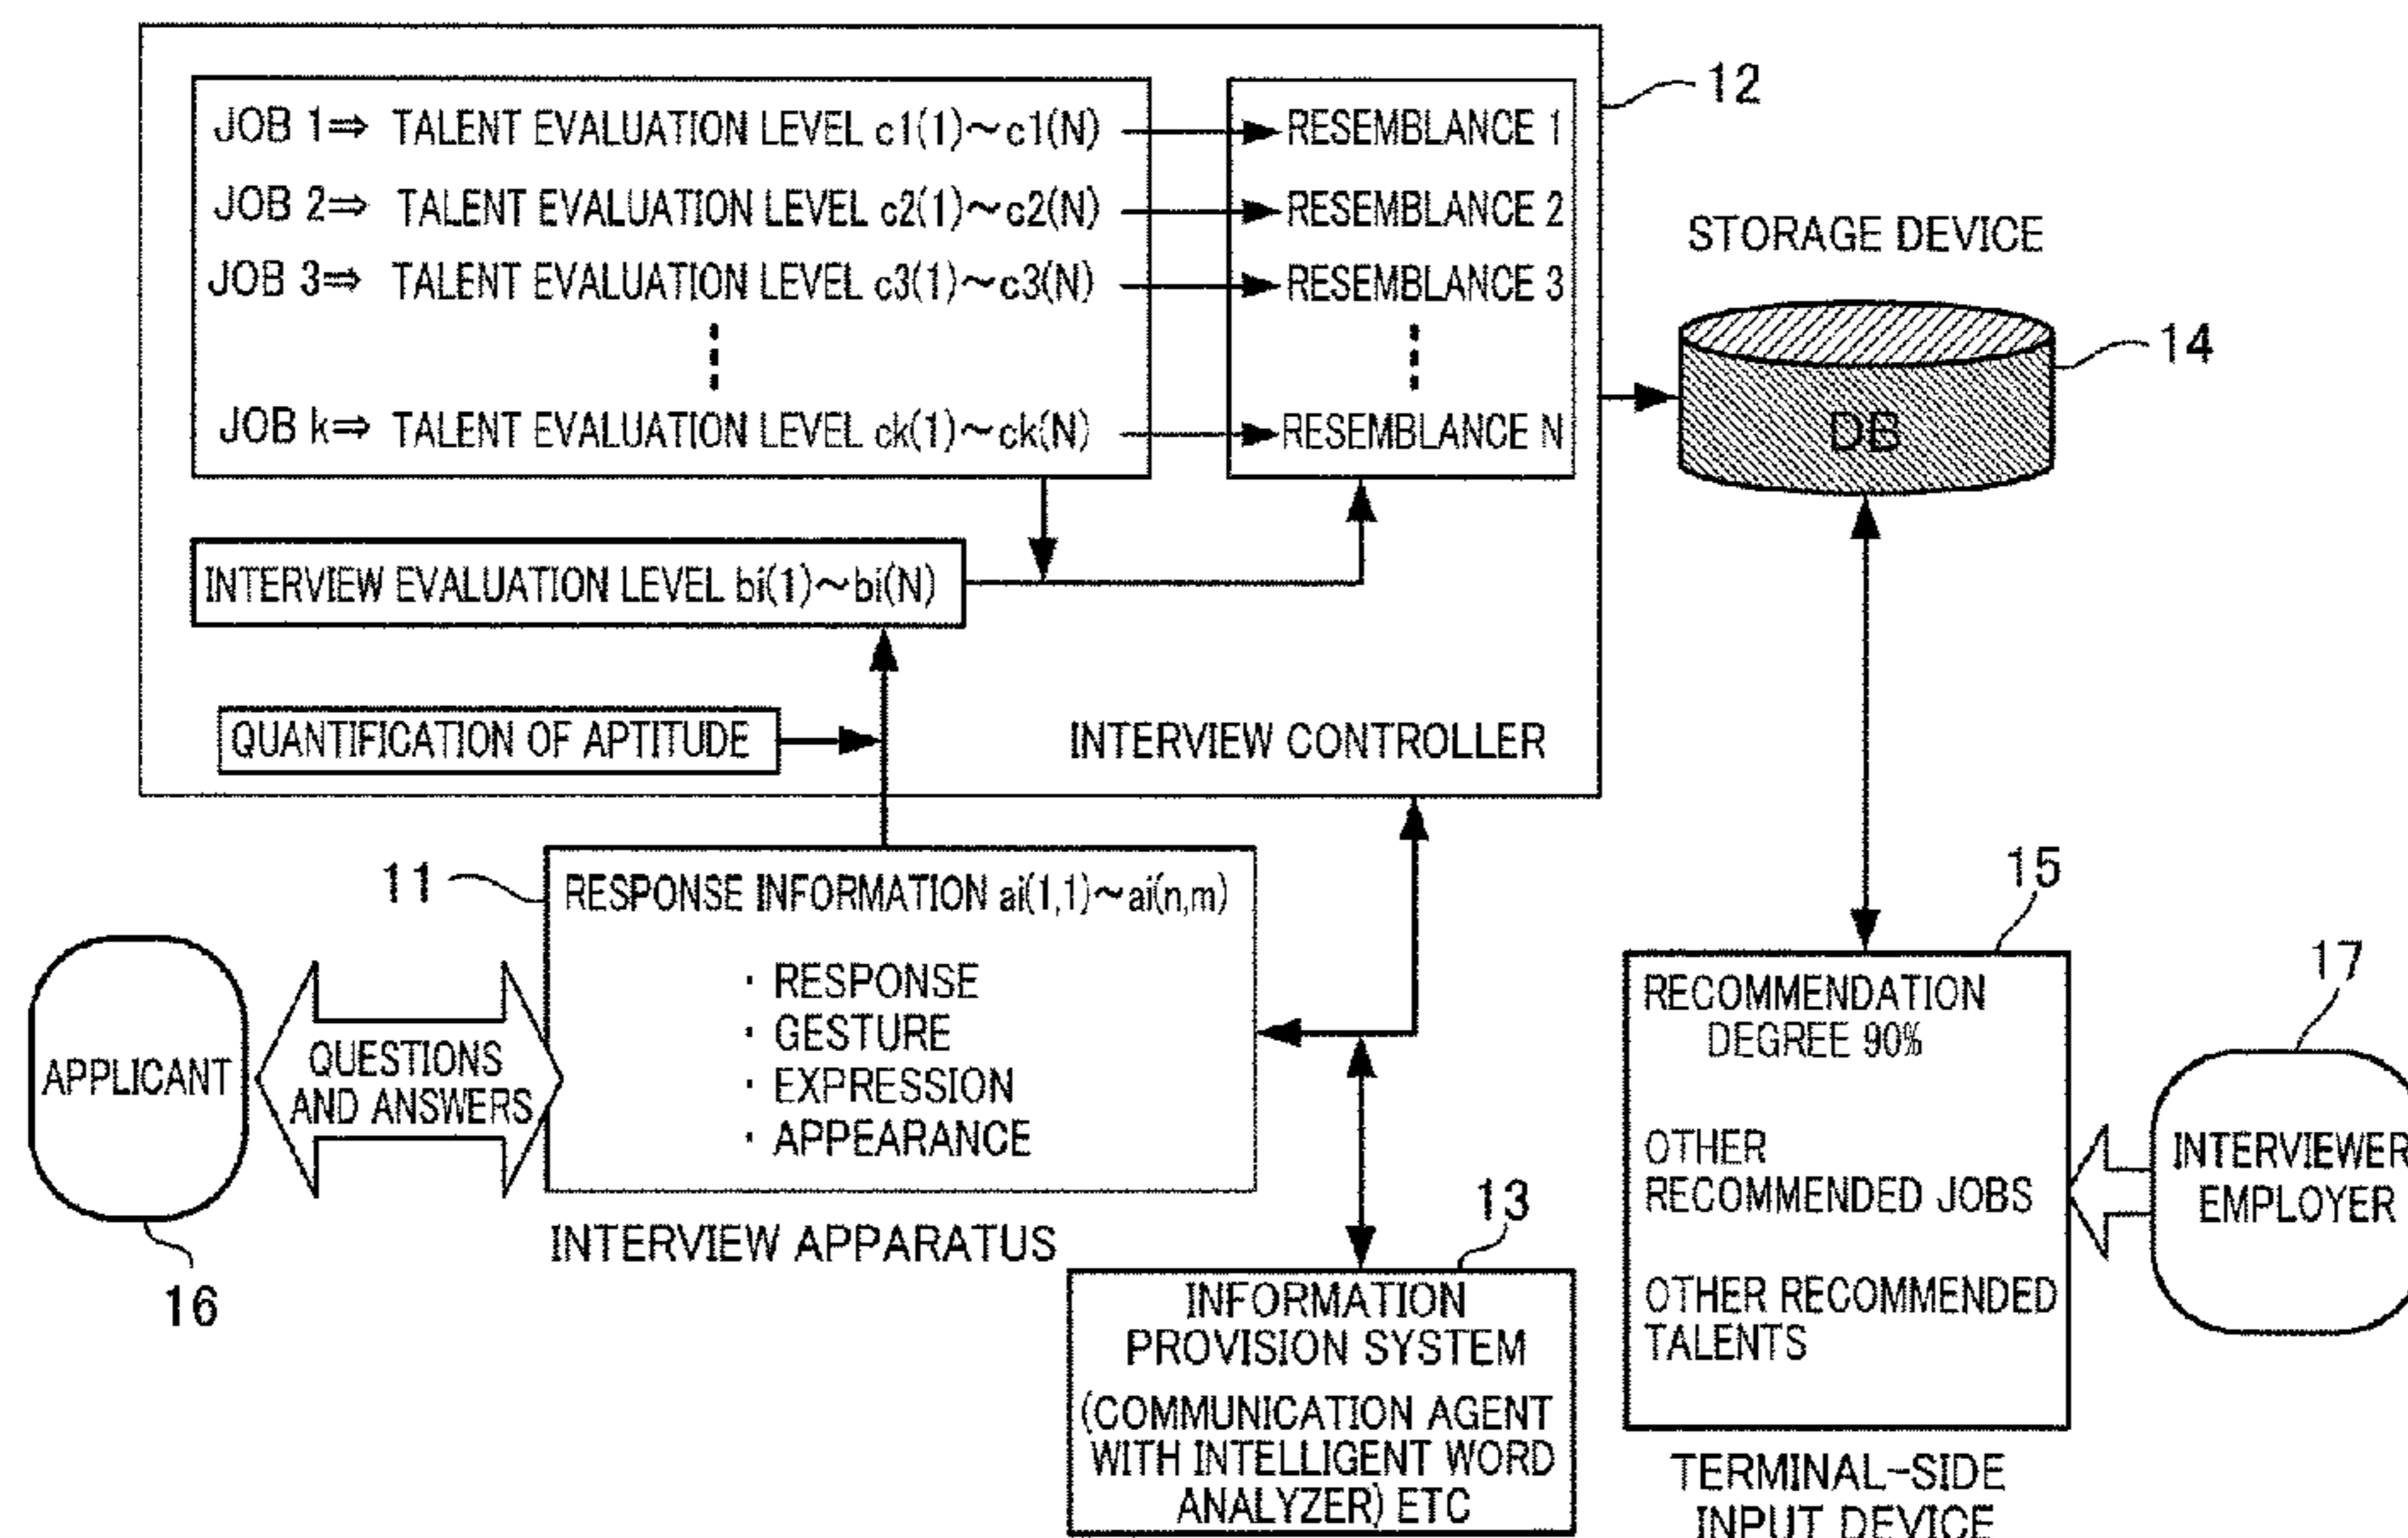 12
JOB 1⇒ TALENT EVALUATION LEVEL c1(1)~c1(N)
RESEMBLANCE 1
JOB 2⇒ TALENT EVALUATION LEVEL c2(1)~c2(N)
RESEMBLANCE 2
JOB 3⇒ TALENT EVALUATION LEVEL c3(1)~c3(N)
RESEMBLANCE 3
JOB k⇒ TALENT EVALUATION LEVEL ck(1)~ck(N)
RESEMBLANCE N
STORAGE DEVICE
14
DB
INTERVIEW EVALUATION LEVEL bi(1)~bi(N)
QUANTIFICATION OF APTITUDE
INTERVIEW CONTROLLER
11
RESPONSE INFORMATION ai(1,1)~ai(n,m)
· RESPONSE
· GESTURE
· EXPRESSION
· APPEARANCE
INTERVIEW APPARATUS
APPLICANT
16
QUESTIONS
AND ANSWERS
13
INFORMATION
PROVISION SYSTEM
(COMMUNICATION AGENT
WITH INTELLIGENT WORD
ANALYZER) ETC
15
RECOMMENDATION
DEGREE 90%
OTHER
RECOMMENDED JOBS
OTHER RECOMMENDED
TALENTS
TERMINAL-SIDE
INPUT DEVICE
17
INTERVIEWER
EMPLOYER